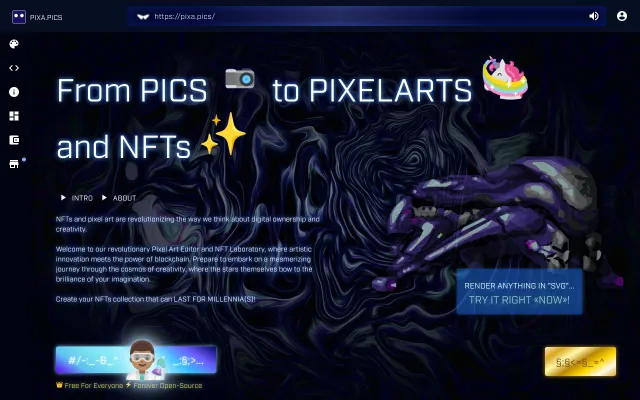 PIXA.PICS
https://pixa.pics/
From PICS to PIXELARTS
and NFTs
INTRO ABOUT
NFTs and pixel art are revolutionizing the way we think about digital ownership and
creativity.
Welcome to our revolutionary Pixel Art Editor and NFT Laboratory, where artistic
innovation meets the power of blockchain. Prepare to embark on a mesmerizing
journey through the cosmos of creativity, where the stars themselves bow to the
brilliance of your imagination.
Create your NFTs collection that can LAST FOR MILLENNIA(S)!
RENDER ANYTHING IN "SVG"...
TRY IT RIGHT «NOW»!
Free For Everyone Forever Open-Source